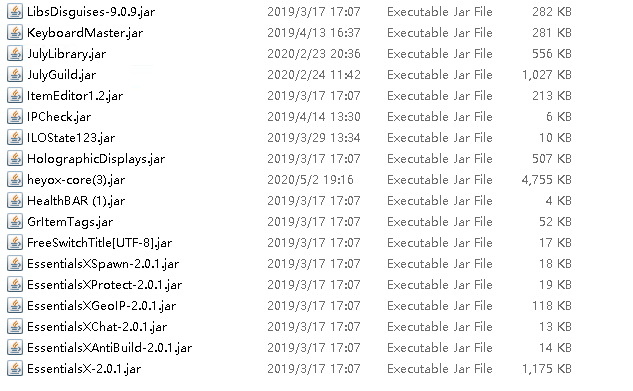 LibsDisguises-9.0.9.jar 2019/3/17 17:07 Executable Jar File 282 KB
KeyboardMaster.jar 2019/4/13 16:37 Executable Jar File 281 KB
JulyLibrary.jar 2020/2/23 20:36 Executable Jar File 556 KB
JulyGuild.jar 2020/2/24 11:42 Executable Jar File 1,027 KB
ItemEditor1.2.jar 2019/3/17 17:07 Executable Jar File 213 KB
IPCheck.jar 2019/4/14 13:30 Executable Jar File 6 KB
ILOState123.jar 2019/3/29 13:34 Executable Jar File 10 KB
HolographicDisplays.jar 2019/3/17 17:07 Executable Jar File 507 KB
heyox-core(3).jar 2020/5/2 19:16 Executable Jar File 4,755 KB
HealthBAR (1).jar 2019/3/17 17:07 Executable Jar File 4 KB
GrItemTags.jar 2019/3/17 17:07 Executable Jar File 52 KB
FreeSwitchTitle[UTF-8].jar 2019/3/17 17:07 Executable Jar File 17 KB
EssentialsXSpawn-2.0.1.jar 2019/3/17 17:07 Executable Jar File 18 KB
EssentialsXProtect-2.0.1.jar 2019/3/17 17:07 Executable Jar File 19 KB
EssentialsXGeoIP-2.0.1.jar 2019/3/17 17:07 Executable Jar File 118 KB
EssentialsXChat-2.0.1.jar 2019/3/17 17:07 Executable Jar File 13 KB
EssentialsXAntiBuild-2.0.1.jar 2019/3/17 17:07 Executable Jar File 14 KB
EssentialsX-2.0.1.jar 2019/3/17 17:07 Executable Jar File 1,175 KB